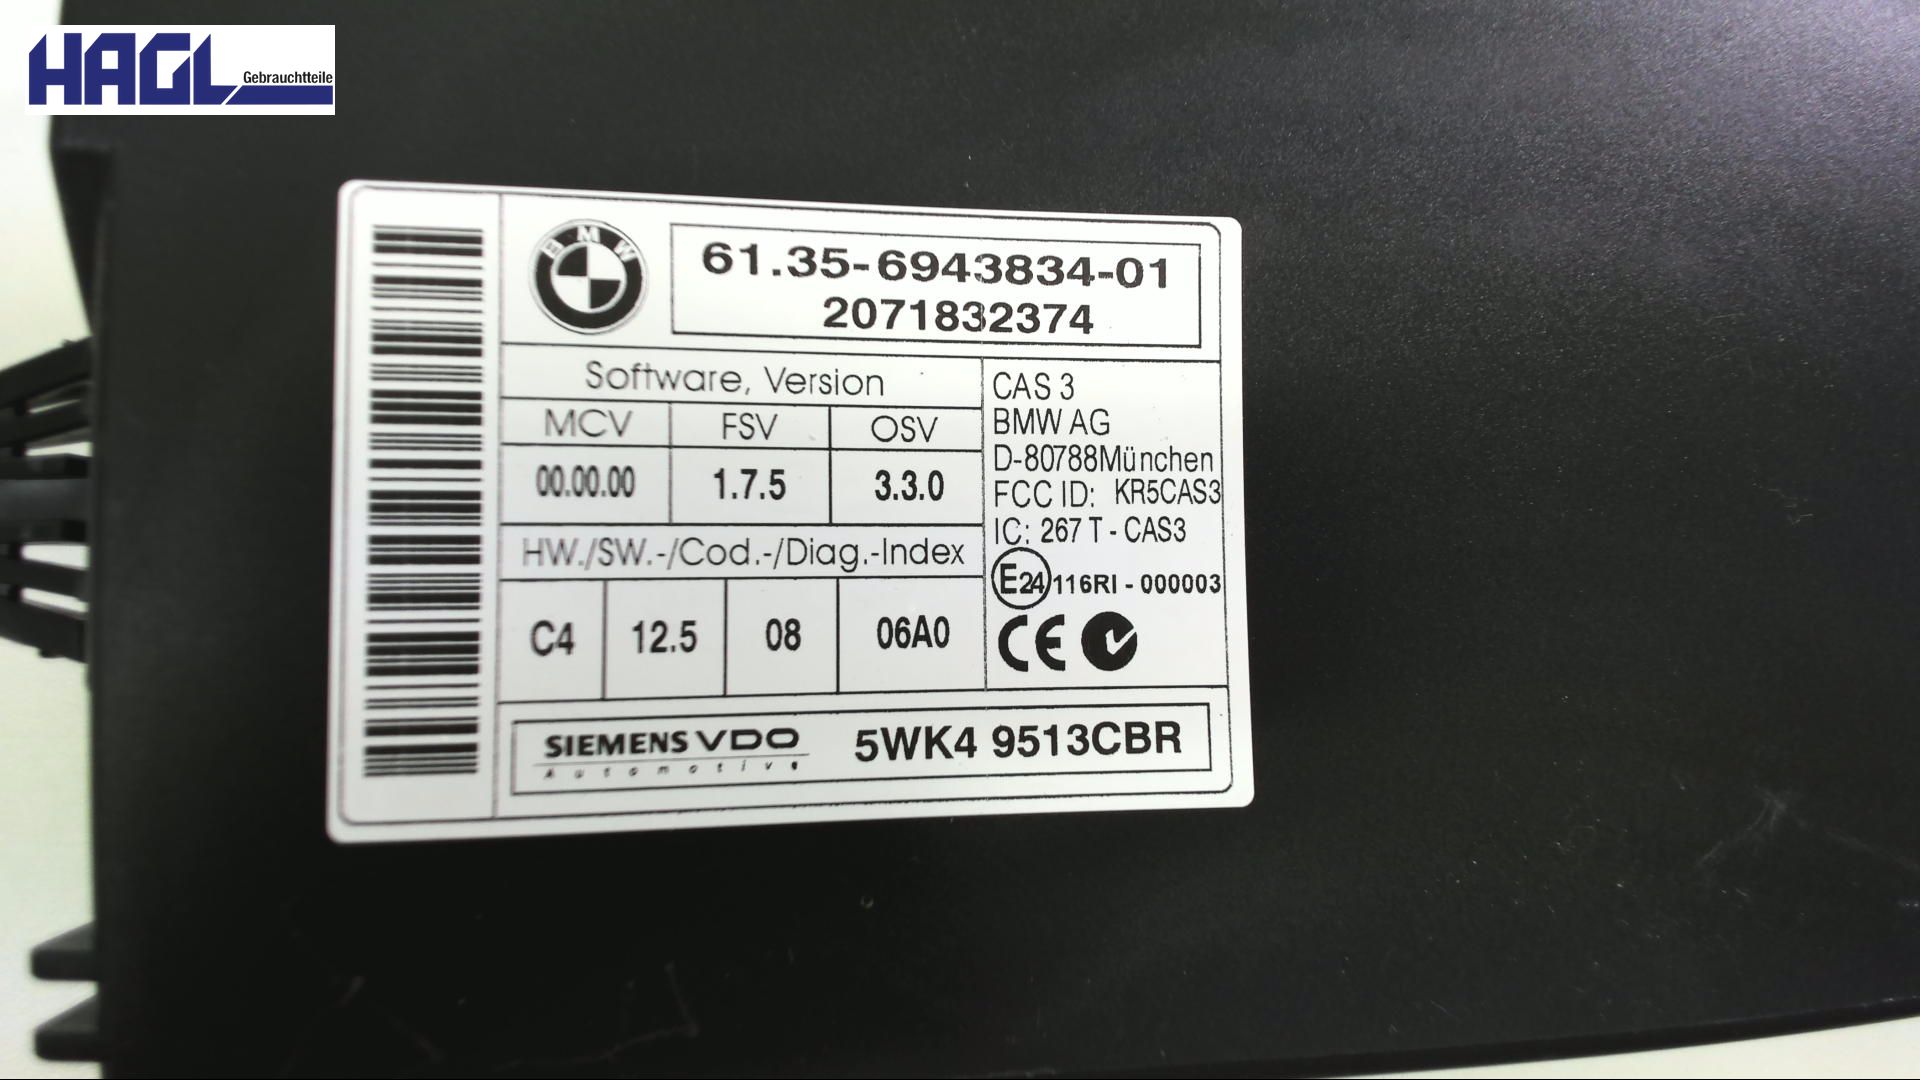 HAGL
Gebrauchtteile
BMW
61.35-6943834-01
2071832374
Software, Version
MCV FSV OSV
00.00.00 1.7.5 3.3.0
HW./SW.-/Cod.-/Diag.-Index
C4 12.5 08 06A0
CAS 3
BMW AG
D-80788München
FCC ID: KR5CAS3
IC: 267 T - CAS3
E24 116RI - 000003
CE
SIEMENS VDO 5WK4 9513CBR
Automotive